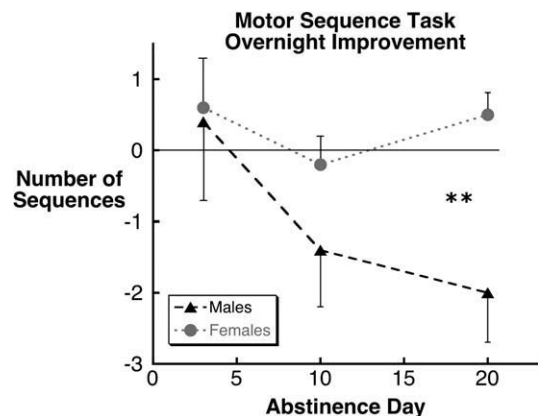 Motor Sequence Task
Overnight Improvement
1
0
Number of
Sequences
-1
**
-2
Males
Females
-3
0
5
10
15
20
Abstinence Day